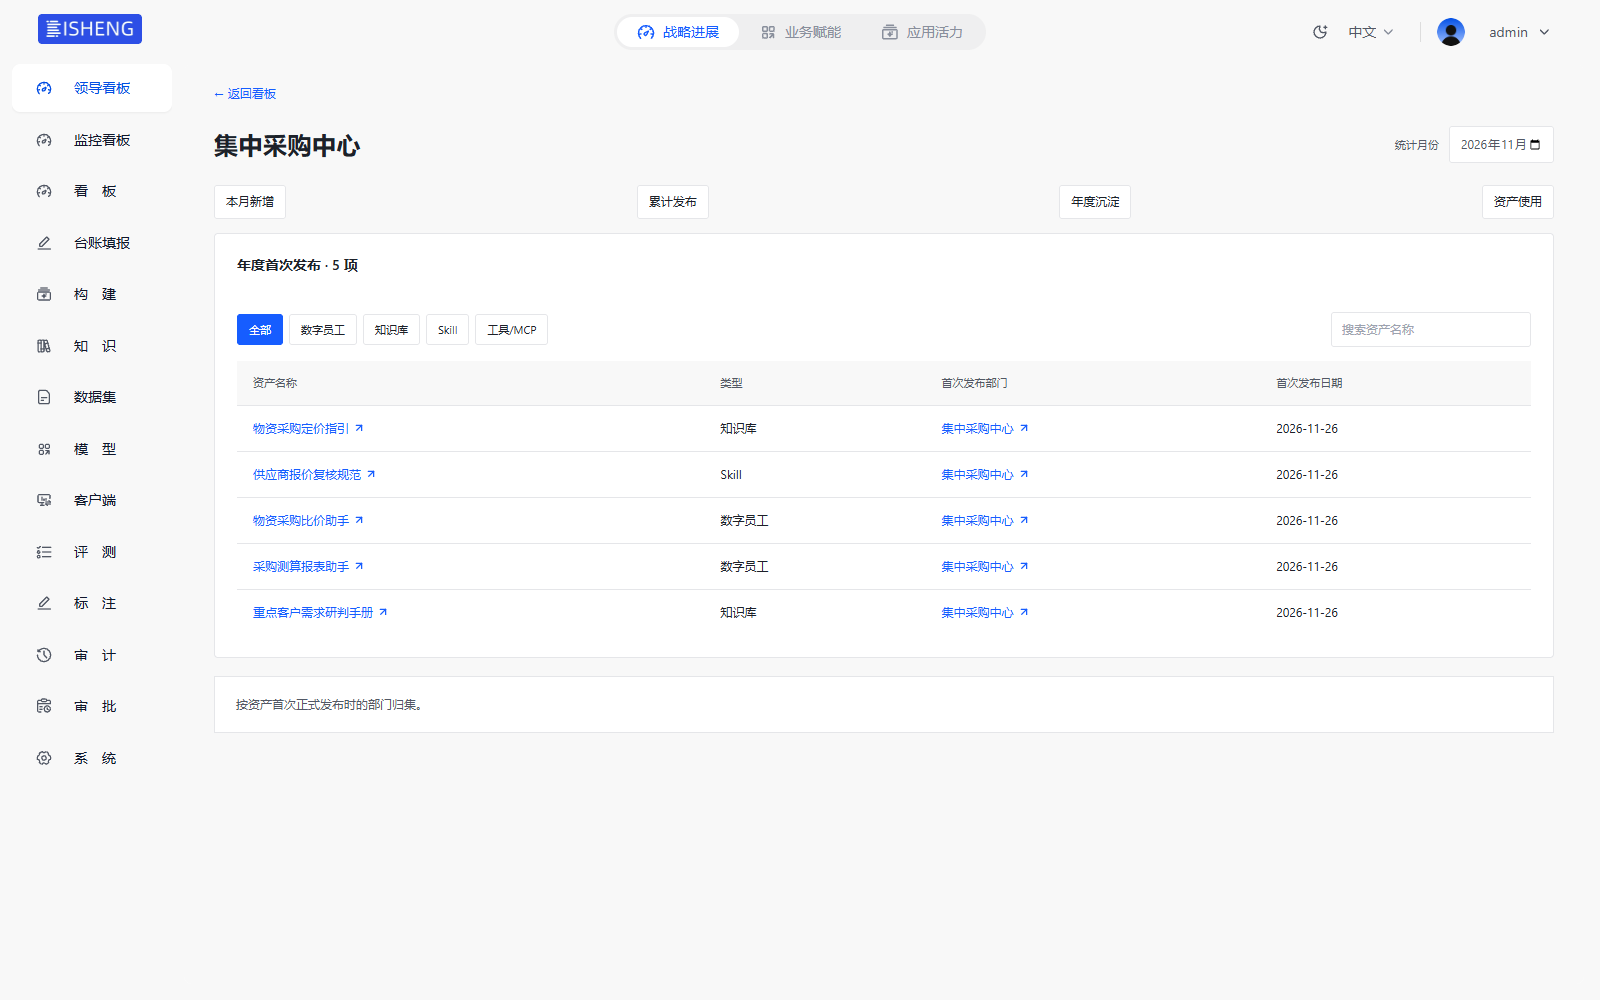 ISHENG
战略进展
业务赋能
应用活力
中文
admin
领导看板
监控看板
看 板
台账填报
构 建
知 识
数据集
模 型
客户端
评 测
标 注
审 计
审 批
系 统
← 返回看板
集中采购中心
统计月份
2026年11月
本月新增
累计发布
年度沉淀
资产使用
年度首次发布 · 5 项
全部
数字员工
知识库
Skill
工具/MCP
搜索资产名称
资产名称 类型 首次发布部门 首次发布日期
物资采购定价指引 知识库 集中采购中心 2026-11-26
供应商报价复核规范 Skill 集中采购中心 2026-11-26
物资采购比价助手 数字员工 集中采购中心 2026-11-26
采购测算报表助手 数字员工 集中采购中心 2026-11-26
重点客户需求研判手册 知识库 集中采购中心 2026-11-26
按资产首次正式发布时的部门归集。